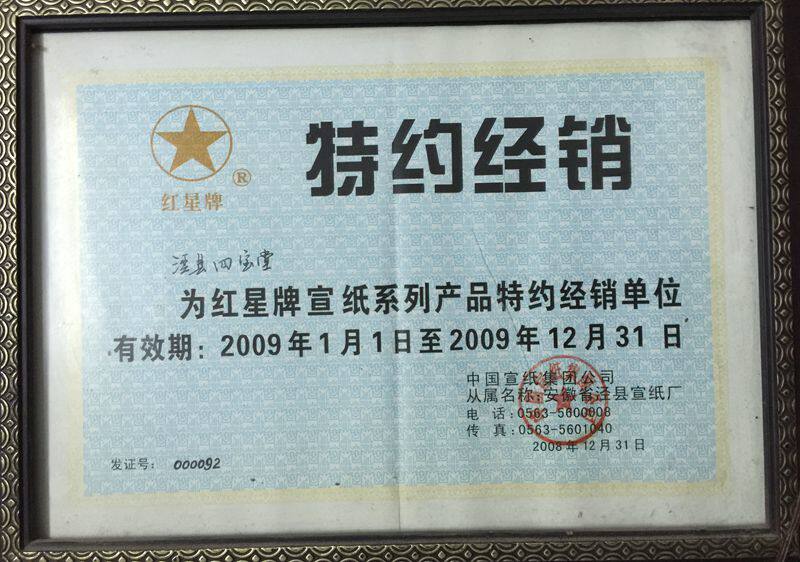 特约经销
®
红星牌
泾县四宝堂
为红星牌宣纸系列产品特约经销单位
有效期：2009年1月1日至2009年12月31日
中国宣纸集团公司
从属名称：安徽省泾县宣纸厂
电 话：0563-5600908
传 真：0563-5601040
2008年12月31日
发证号：000092